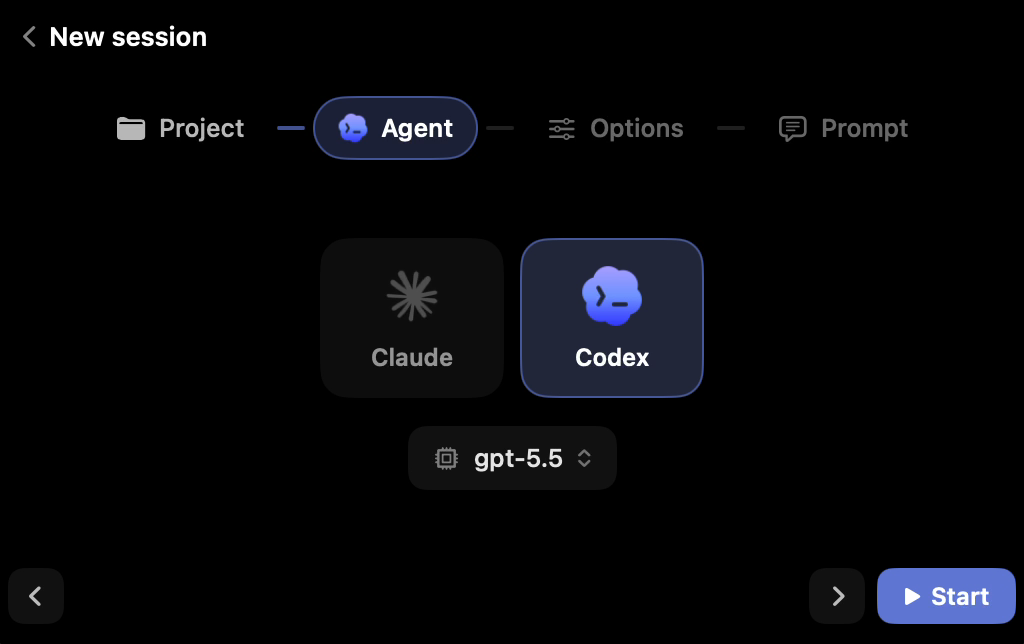 New session
Project
Agent
Options
Prompt
Claude
Codex
gpt-5.5
Start